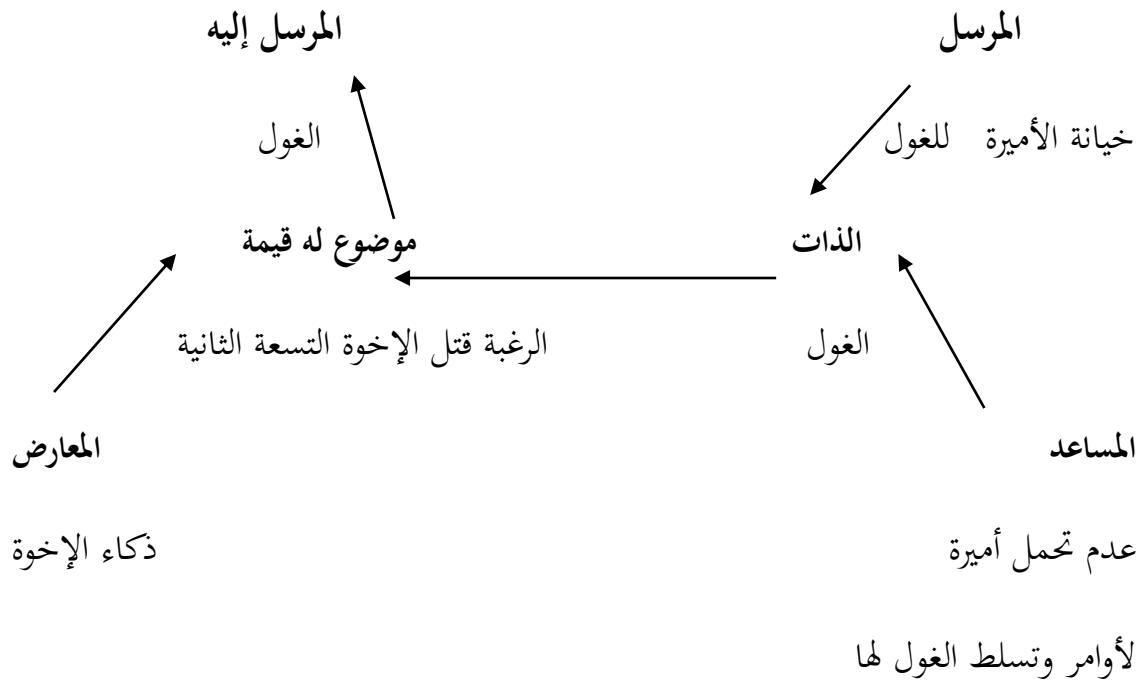 المرسل المرسل إليه
خيانة الأميرة للغول الغول
الذات موضوع له قيمة
الغول الرغبة قتل الإخوة التسعة الثانية
المساعد المعارض
عدم تحمل أميرة ذكاء الإخوة
لأوامر وتسلط الغول لها